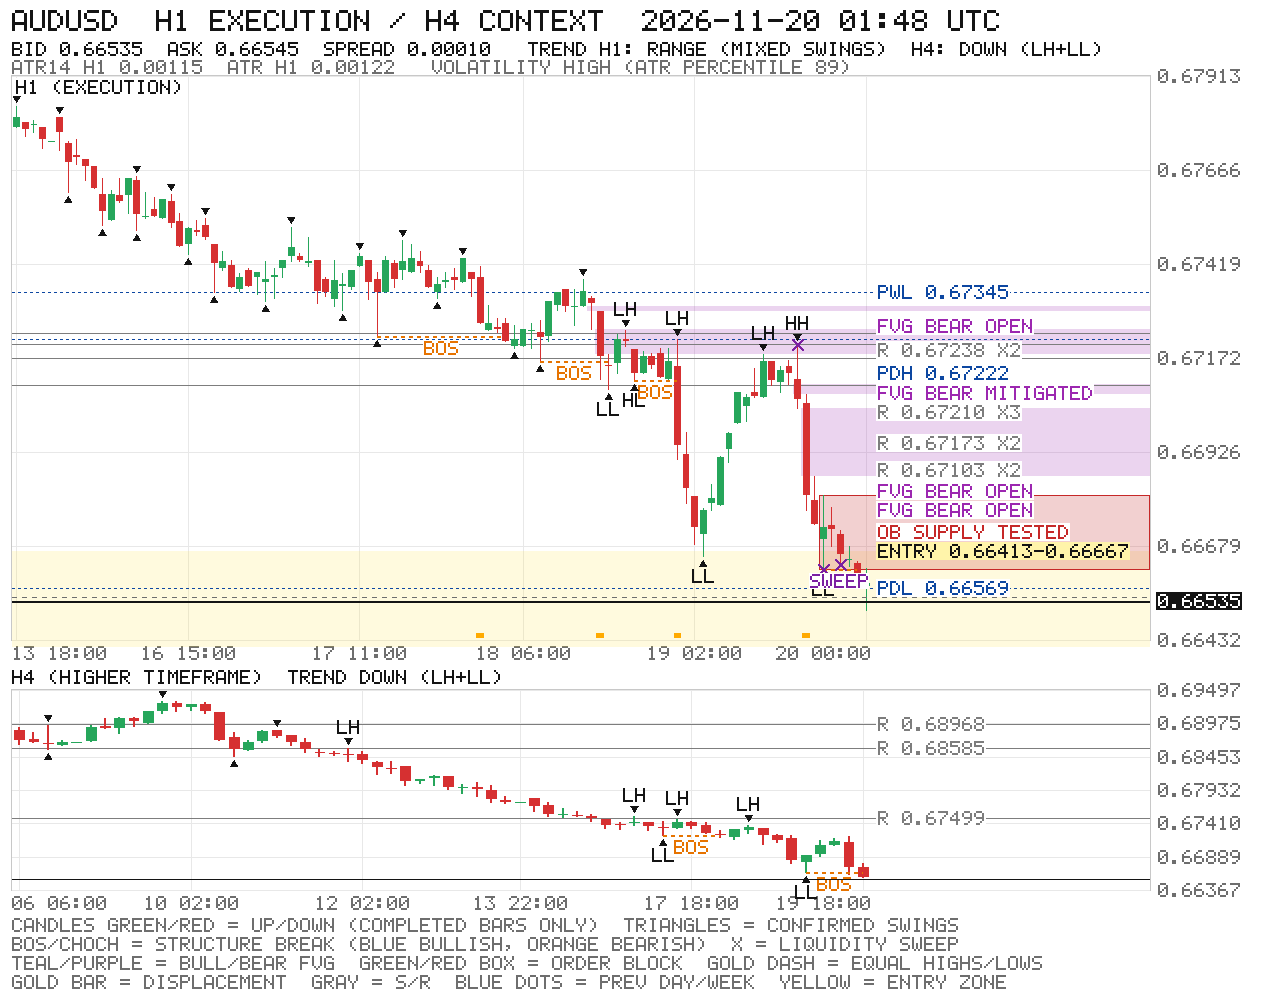 AUDUSD  H1 EXECUTION / H4 CONTEXT  2026-11-20 01:48 UTC
BID 0.66535  ASK 0.66545  SPREAD 0.00010  TREND H1: RANGE (MIXED SWINGS)  H4: DOWN (LH+LL)
ATR14 H1 0.00115  ATR H1 0.00122  VOLATILITY HIGH (ATR PERCENTILE 89)
H1 (EXECUTION)
0.67913
0.67666
0.67419
PWL 0.67345
LH
LH
LH
HH
FVG BEAR OPEN
BOS
R 0.67238 X2
0.67172
BOS
PDH 0.67222
BOS
FVG BEAR MITIGATED
LL
HL
R 0.67210 X3
R 0.67173 X2
0.66926
R 0.67103 X2
FVG BEAR OPEN
FVG BEAR OPEN
OB SUPPLY TESTED
0.66679
ENTRY 0.66413-0.66667
LL
SWEEP
LL
PDL 0.66569
0.66535
0.66432
13 18:00
16 15:00
17 11:00
18 06:00
19 02:00
20 00:00
H4 (HIGHER TIMEFRAME)  TREND DOWN (LH+LL)
0.69497
LH
R 0.68968
0.68975
R 0.68585
0.68453
0.67932
LH
LH
LH
R 0.67499
0.67410
LL
BOS
0.66889
LL
BOS
0.66367
06 06:00
10 02:00
12 02:00
13 22:00
17 18:00
19 18:00
CANDLES GREEN/RED = UP/DOWN (COMPLETED BARS ONLY)  TRIANGLES = CONFIRMED SWINGS
BOS/CHOCH = STRUCTURE BREAK (BLUE BULLISH, ORANGE BEARISH)  X = LIQUIDITY SWEEP
TEAL/PURPLE = BULL/BEAR FVG  GREEN/RED BOX = ORDER BLOCK  GOLD DASH = EQUAL HIGHS/LOWS
GOLD BAR = DISPLACEMENT  GRAY = S/R  BLUE DOTS = PREV DAY/WEEK  YELLOW = ENTRY ZONE